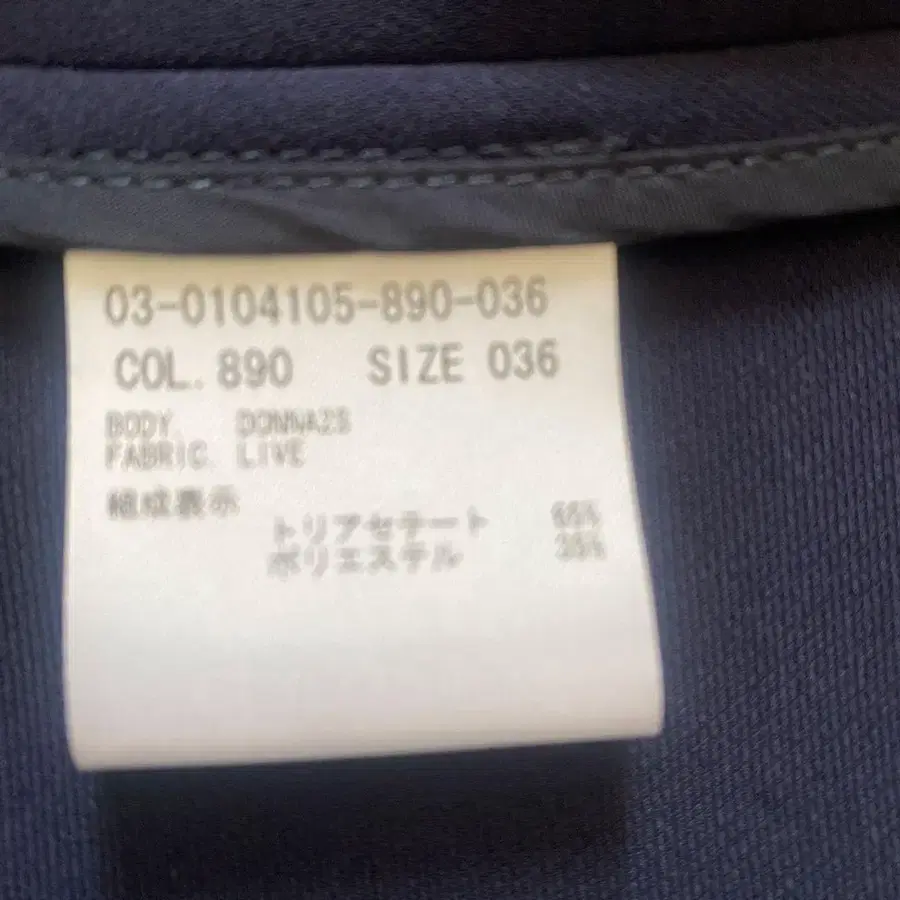 03-0104105-890-036
COL. 890 SIZE 036
BODY.
FABRIC. LIVE
組成表示
トリアセテート 65%
ポリエステル 35%